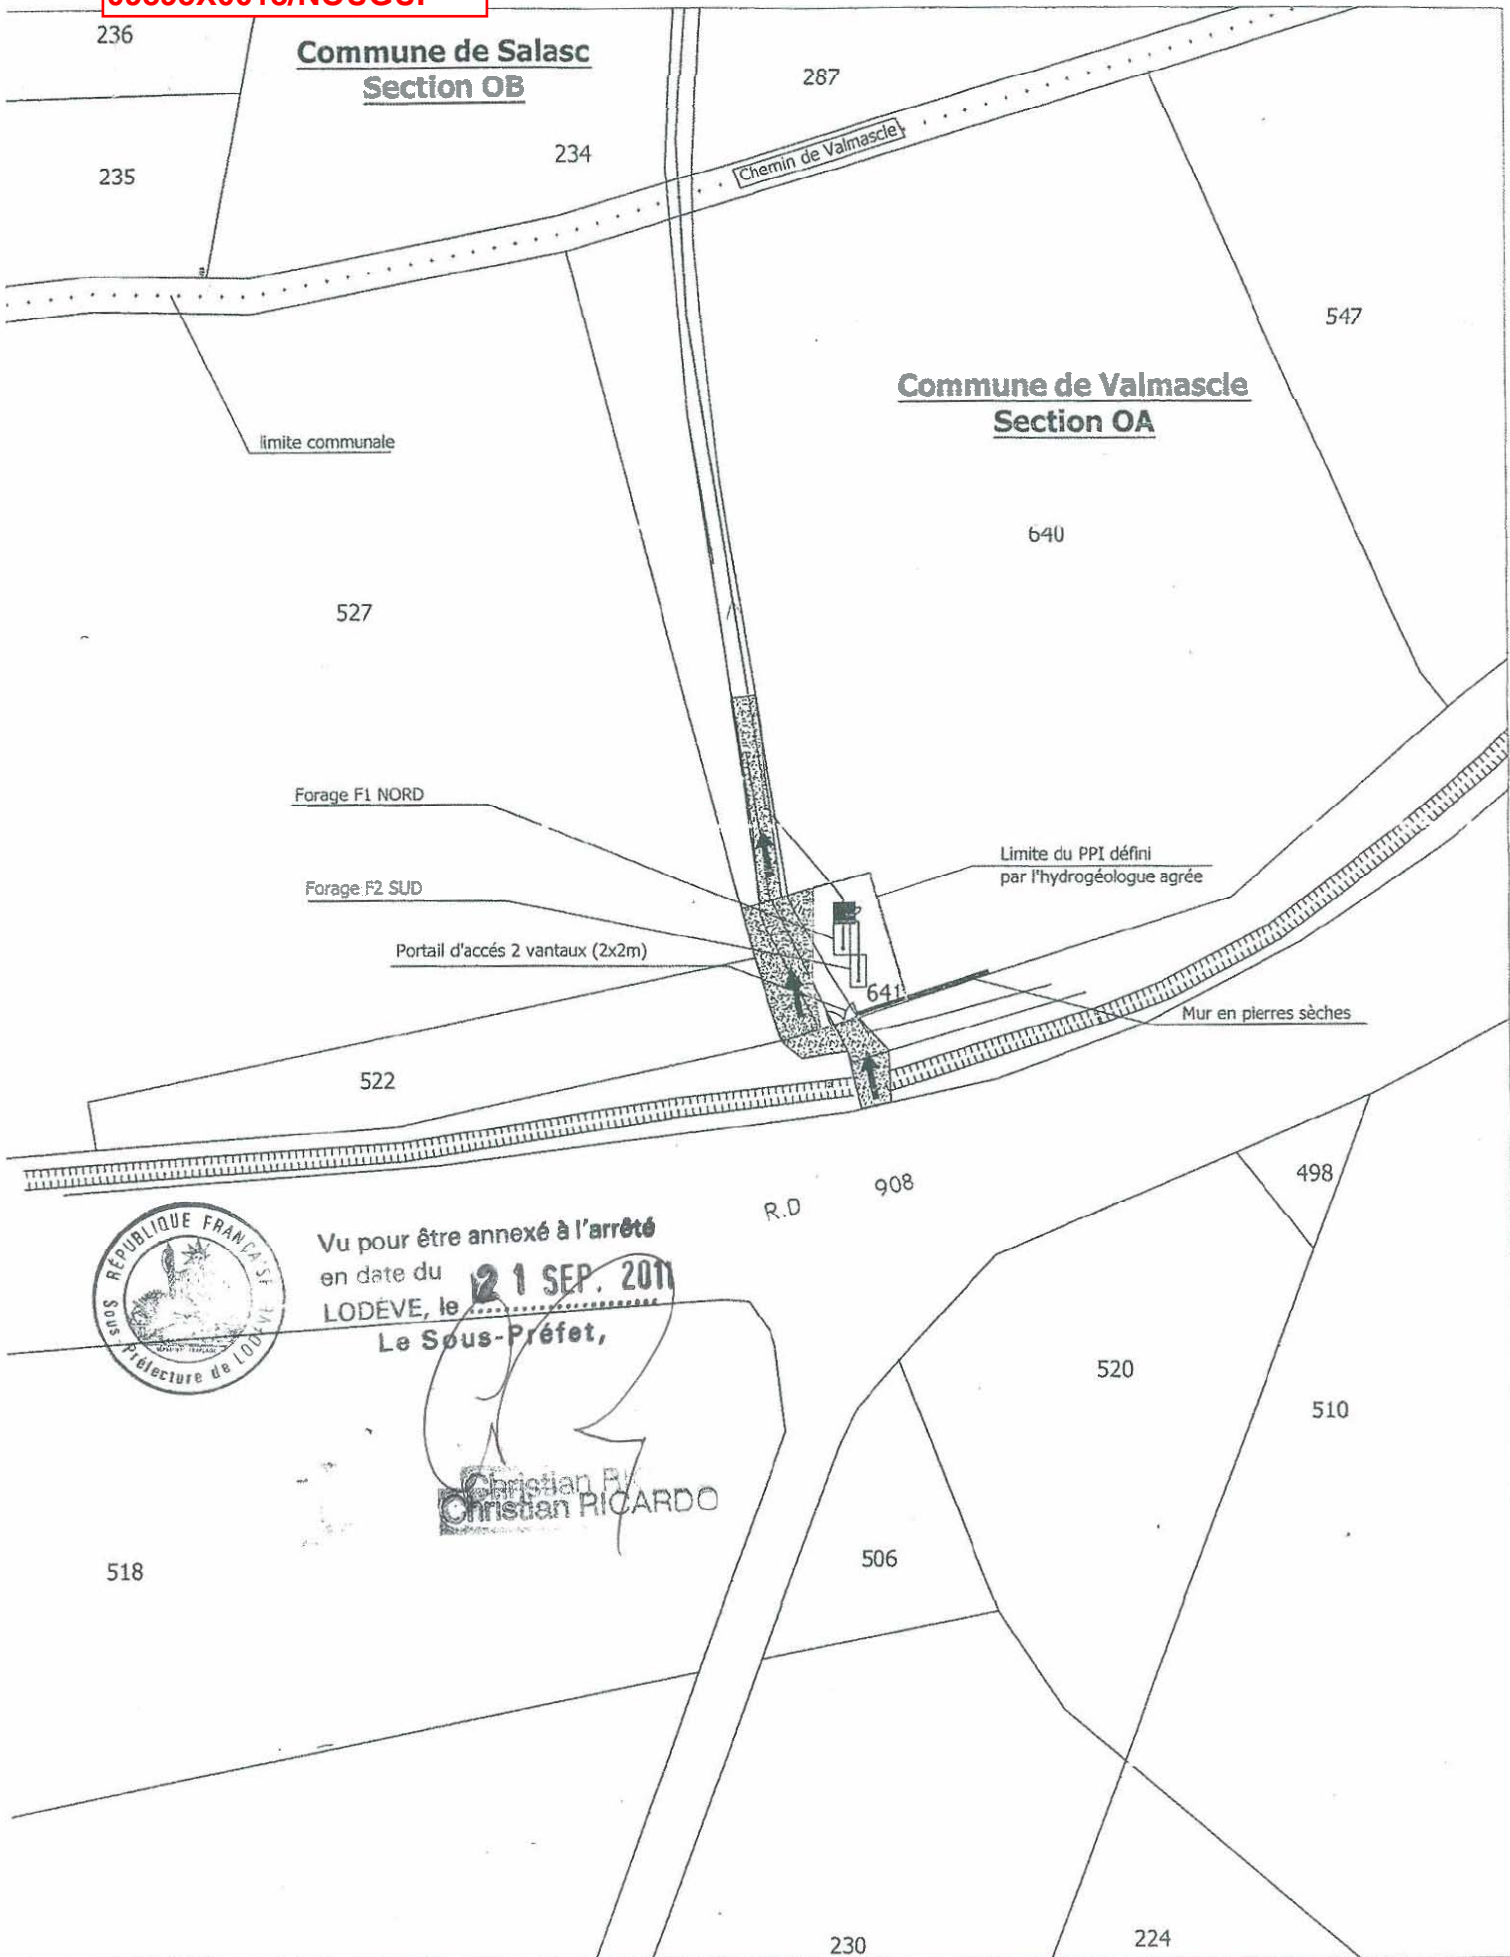 236
Commune de Salasc
Section OB
287
234
235
Chemin de Valmascle
547
Commune de Valmascle
Section OA
limite communale
640
527
Forage F1 NORD
Limite du PPI défini
par l'hydrogéologue agrée
Forage F2 SUD
Portail d'accés 2 vantaux (2x2m)
641
Mur en pierres sèches
522
498
R.D 908
RÉPUBLIQUE FRANÇAISE
Sous-Préfecture de LODÈVE
Vu pour être annexé à l'arrêté
en date du
21 SEP. 2011
LODÈVE, le
Le Sous-Préfet,
520
510
Christian RI
Christian RICARDO
506
518
230
224